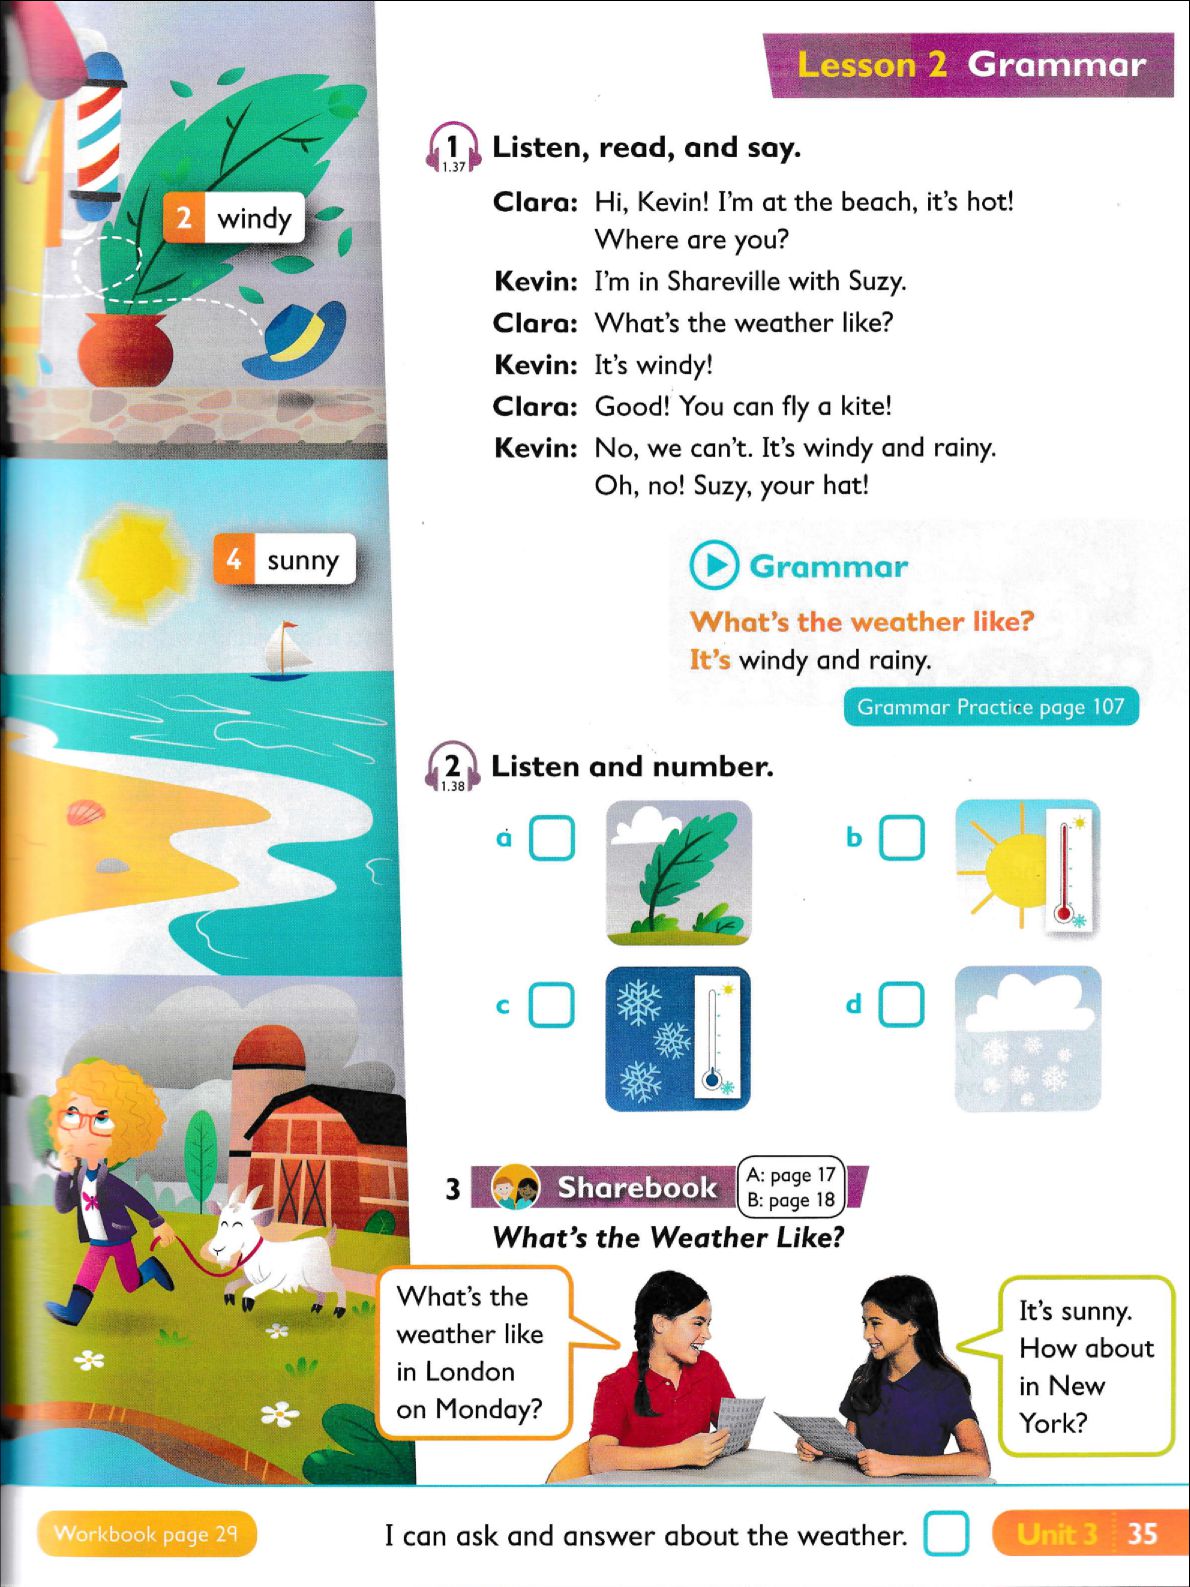 Lesson 2 Grammar
2 windy
4 sunny
1
1.37
Listen, read, and say.
Clara: Hi, Kevin! I'm at the beach, it's hot!
Where are you?
Kevin: I'm in Shareville with Suzy.
Clara: What's the weather like?
Kevin: It's windy!
Clara: Good! You can fly a kite!
Kevin: No, we can't. It's windy and rainy.
Oh, no! Suzy, your hat!
Grammar
What's the weather like?
It's windy and rainy.
Grammar Practice page 107
2
1.38
Listen and number.
a
b
c
d
3 Sharebook
A: page 17
B: page 18
What's the Weather Like?
What's the
weather like
in London
on Monday?
It's sunny.
How about
in New
York?
Workbook page 29
I can ask and answer about the weather.
Unit 3 35